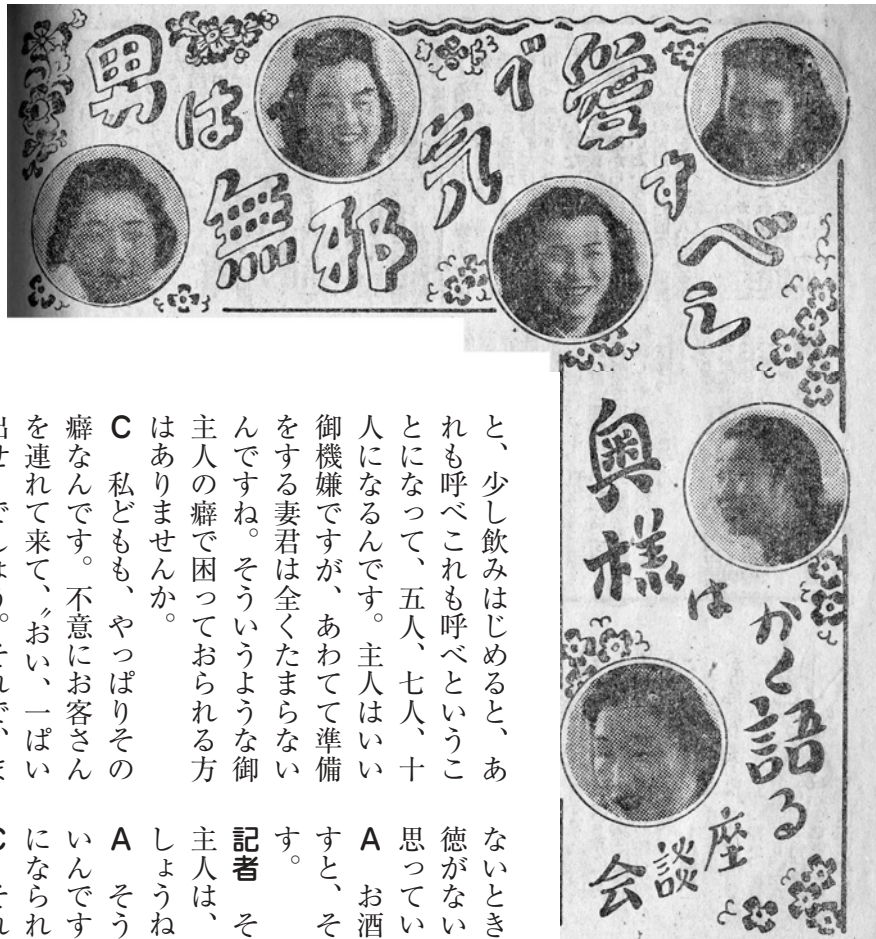 男は無邪気で愛すべし
奥様は
かく語る
座談会
と、少し飲みはじめると、あ
れも呼べこれも呼べというこ
とになって、五人、七人、十
人になるんです。主人はいい
御機嫌ですが、あわてて準備
をする妻君は全くたまらない
んですね。そういうような御
主人の癖で困っておられる方
はありませんか。
C　私どもも、やっぱりその
癖なんです。不意にお客さん
を連れて来て、〝おい、一ぱい
出せ〟でしょう。それで、ま
ないとき
徳がない
思ってい
A　お酒
すと、そ
す。
記者　そ
主人は、
しょうね
A　そう
いんです
になられ
C　それ